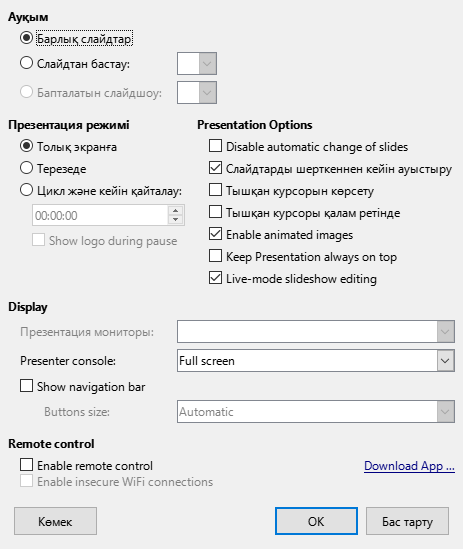 Ауқым
Барлық слайдтар
Слайдтан бастау:
Бапталатын слайдшоу:
Презентация режимі
Толық экранға
Терезеде
Цикл және кейін қайталау:
00:00:00
Show logo during pause
Presentation Options
Disable automatic change of slides
Слайдтарды шерткеннен кейін ауыстыру
Тышқан курсорын көрсету
Тышқан курсоры қалам ретінде
Enable animated images
Keep Presentation always on top
Live-mode slideshow editing
Display
Презентация мониторы:
Presenter console: Full screen
Show navigation bar
Buttons size: Automatic
Remote control
Enable remote control Download App ...
Enable insecure WiFi connections
Көмек OK Бас тарту